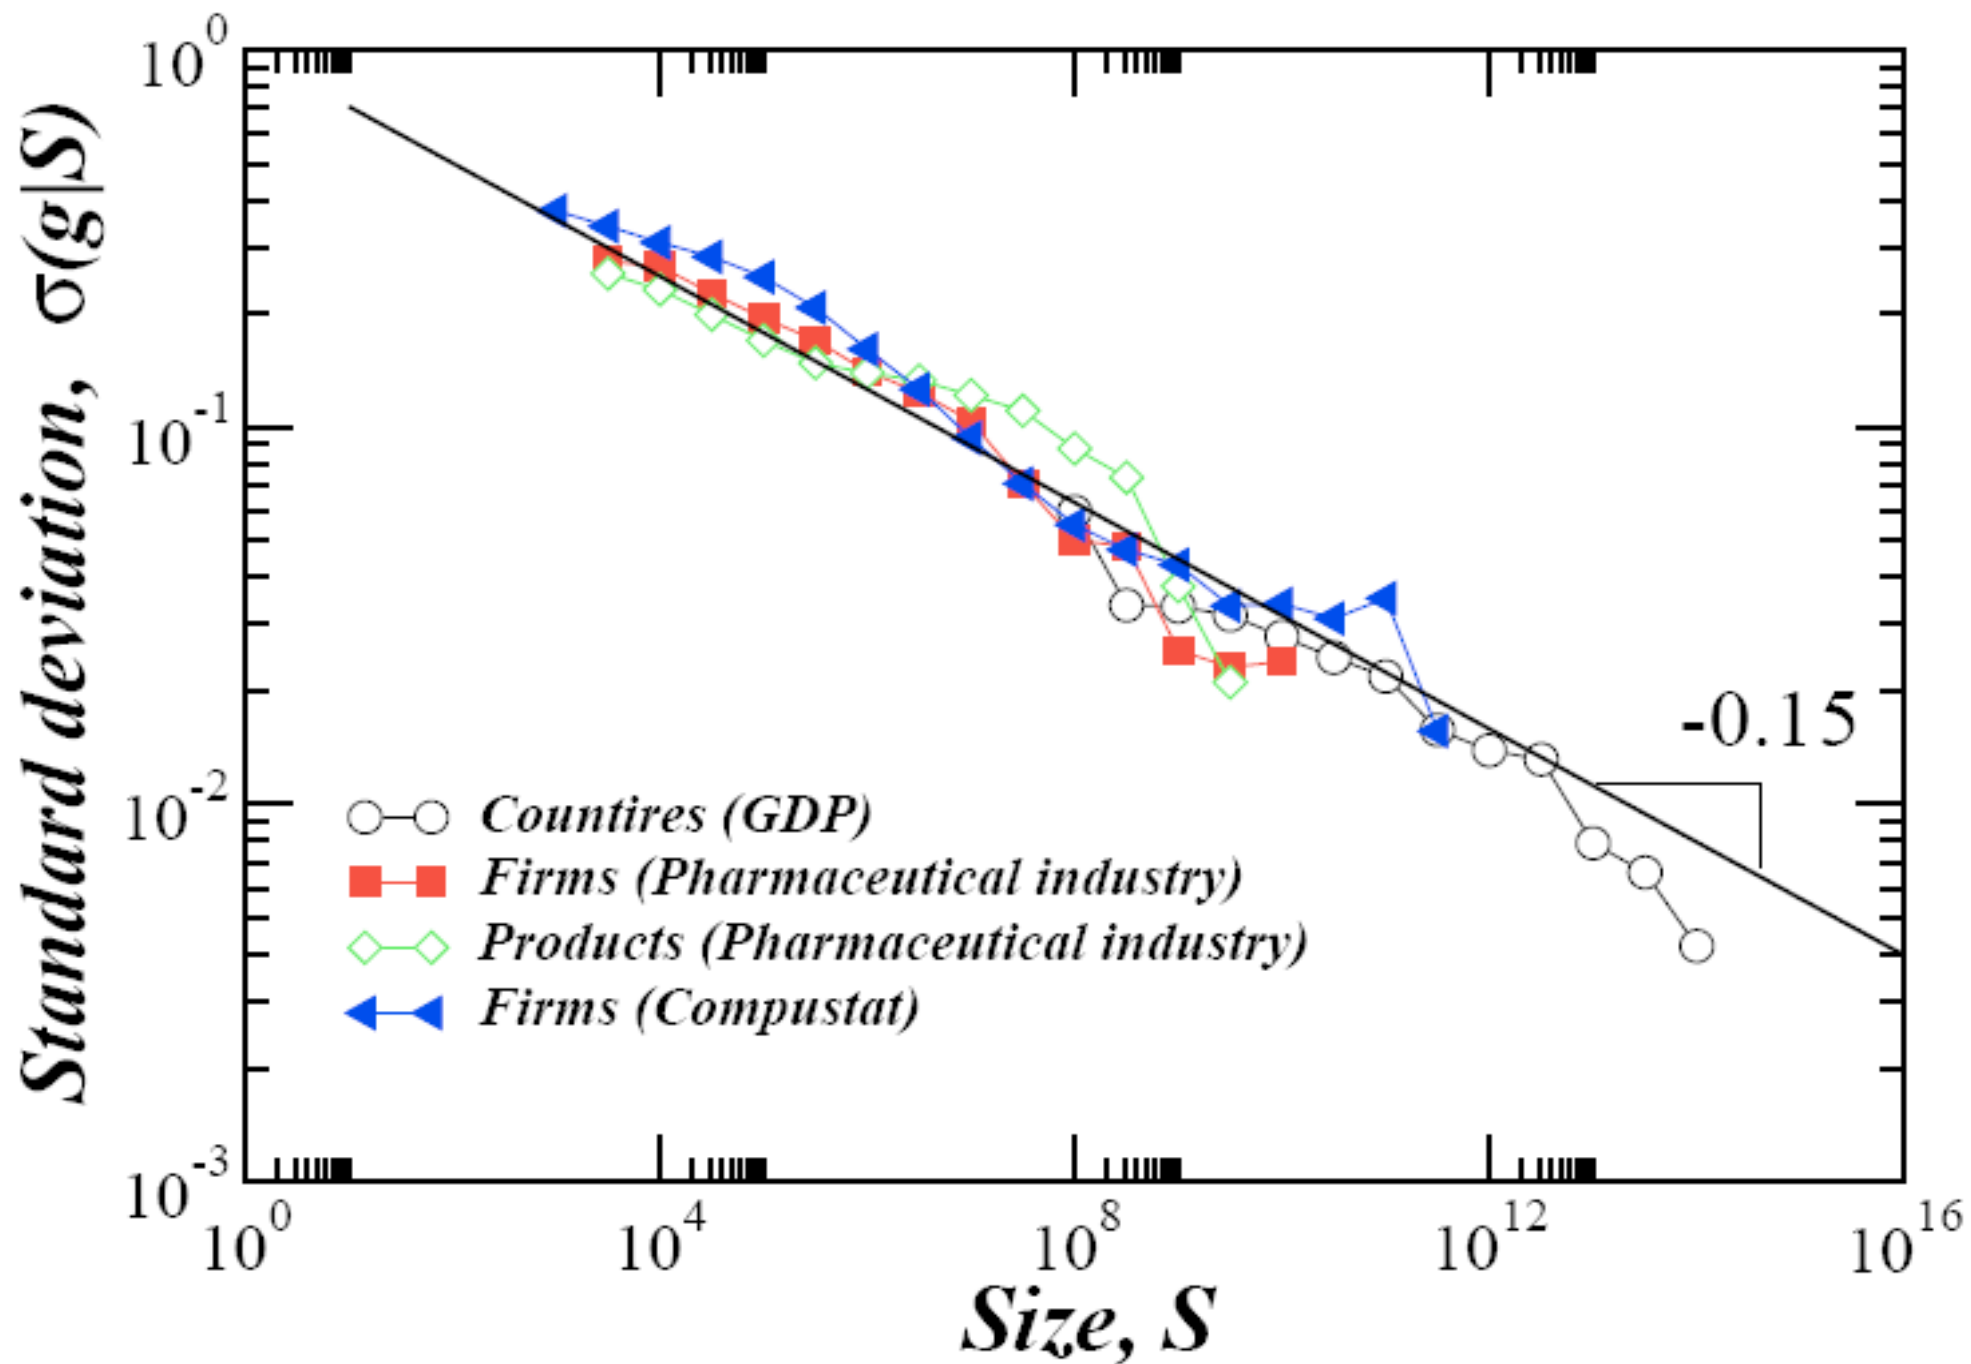 Standard deviation, σ(g|S)
10^0
10^-1
10^-2
10^-3
-0.15
Countires (GDP)
Firms (Pharmaceutical industry)
Products (Pharmaceutical industry)
Firms (Compustat)
10^0 10^4 10^8 10^12 10^16
Size, S